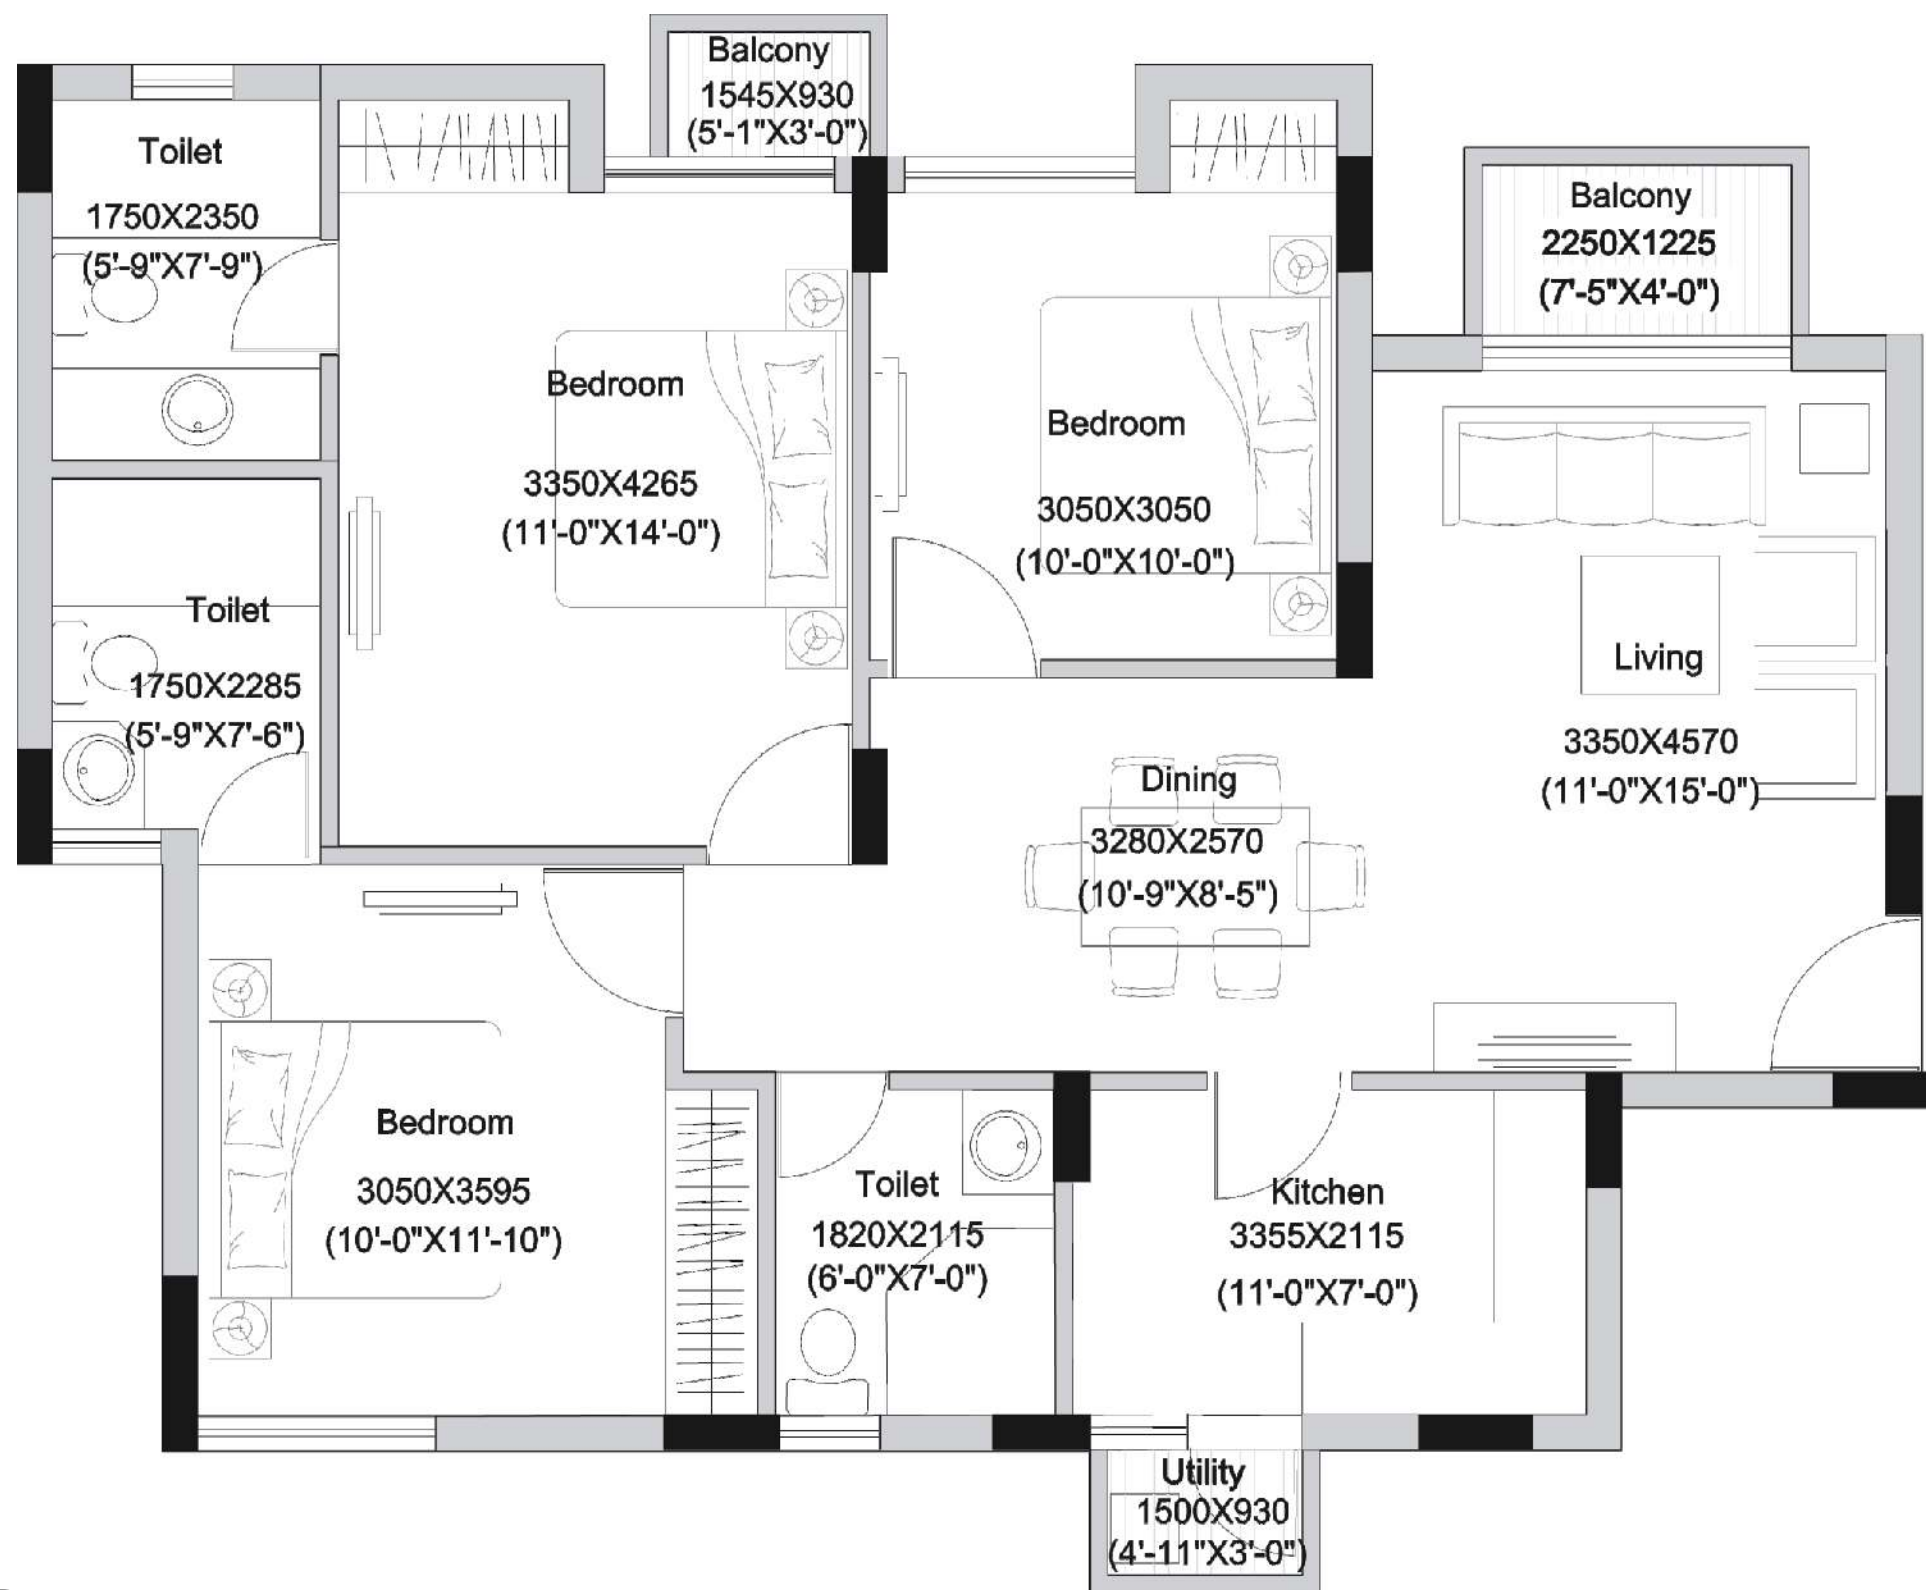 Balcony
1545X930
(5'-1"X3'-0")
Toilet
1750X2350
(5'-9"X7'-9")
Balcony
2250X1225
(7'-5"X4'-0")
Bedroom
3350X4265
(11'-0"X14'-0")
Bedroom
3050X3050
(10'-0"X10'-0")
Toilet
1750X2285
(5'-9"X7'-6")
Living
3350X4570
(11'-0"X15'-0")
Dining
3280X2570
(10'-9"X8'-5")
Bedroom
3050X3595
(10'-0"X11'-10")
Toilet
1820X2115
(6'-0"X7'-0")
Kitchen
3355X2115
(11'-0"X7'-0")
Utility
1500X930
(4'-11"X3'-0")